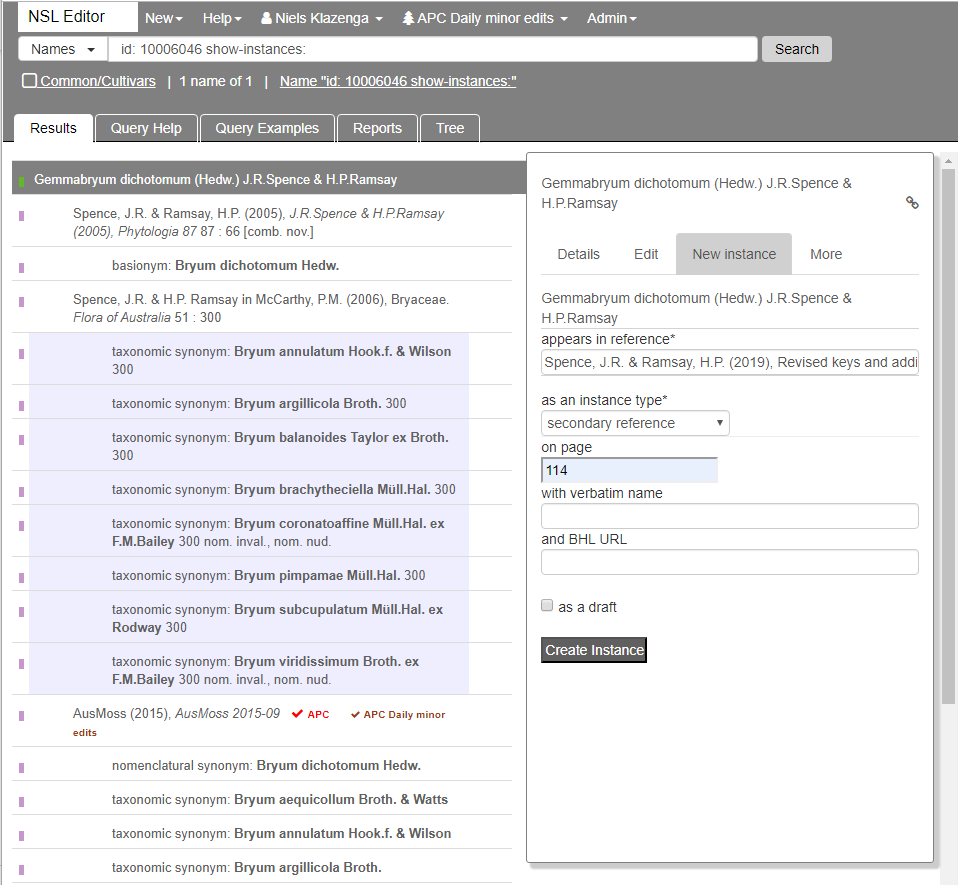 NSL Editor
New
Help
Niels Klazenga
APC Daily minor edits
Admin
Names
id: 10006046 show-instances:
Search
Common/Cultivars | 1 name of 1 | Name "id: 10006046 show-instances:"
Results
Query Help
Query Examples
Reports
Tree
Gemmabryum dichotomum (Hedw.) J.R.Spence & H.P.Ramsay
Spence, J.R. & Ramsay, H.P. (2005), J.R.Spence & H.P.Ramsay
(2005), Phytologia 87 87 : 66 [comb. nov.]
basionym: Bryum dichotomum Hedw.
Spence, J.R. & H.P. Ramsay in McCarthy, P.M. (2006), Bryaceae.
Flora of Australia 51 : 300
taxonomic synonym: Bryum annulatum Hook.f. & Wilson
300
taxonomic synonym: Bryum argillicola Broth. 300
taxonomic synonym: Bryum balanoides Taylor ex Broth.
300
taxonomic synonym: Bryum brachytheciella Müll.Hal. 300
taxonomic synonym: Bryum coronatoaffine Müll.Hal. ex
F.M.Bailey 300 nom. inval., nom. nud.
taxonomic synonym: Bryum pimpamae Müll.Hal. 300
taxonomic synonym: Bryum subcupulatum Müll.Hal. ex
Rodway 300
taxonomic synonym: Bryum viridissimum Broth. ex
F.M.Bailey 300 nom. inval., nom. nud.
AusMoss (2015), AusMoss 2015-09 APC APC Daily minor
edits
nomenclatural synonym: Bryum dichotomum Hedw.
taxonomic synonym: Bryum aequicollum Broth. & Watts
taxonomic synonym: Bryum annulatum Hook.f. & Wilson
taxonomic synonym: Bryum argillicola Broth.
Gemmabryum dichotomum (Hedw.) J.R.Spence &
H.P.Ramsay
Details
Edit
New instance
More
Gemmabryum dichotomum (Hedw.) J.R.Spence &
H.P.Ramsay
appears in reference*
Spence, J.R. & Ramsay, H.P. (2019), Revised keys and addi
as an instance type*
secondary reference
on page
114
with verbatim name
and BHL URL
as a draft
Create Instance